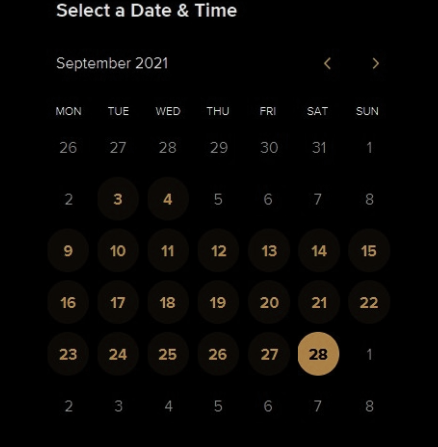 Select a Date & Time
September 2021 < >
MON TUE WED THU FRI SAT SUN
26 27 28 29 30 31 1
2 3 4 5 6 7 8
9 10 11 12 13 14 15
16 17 18 19 20 21 22
23 24 25 26 27 28 1
2 3 4 5 6 7 8